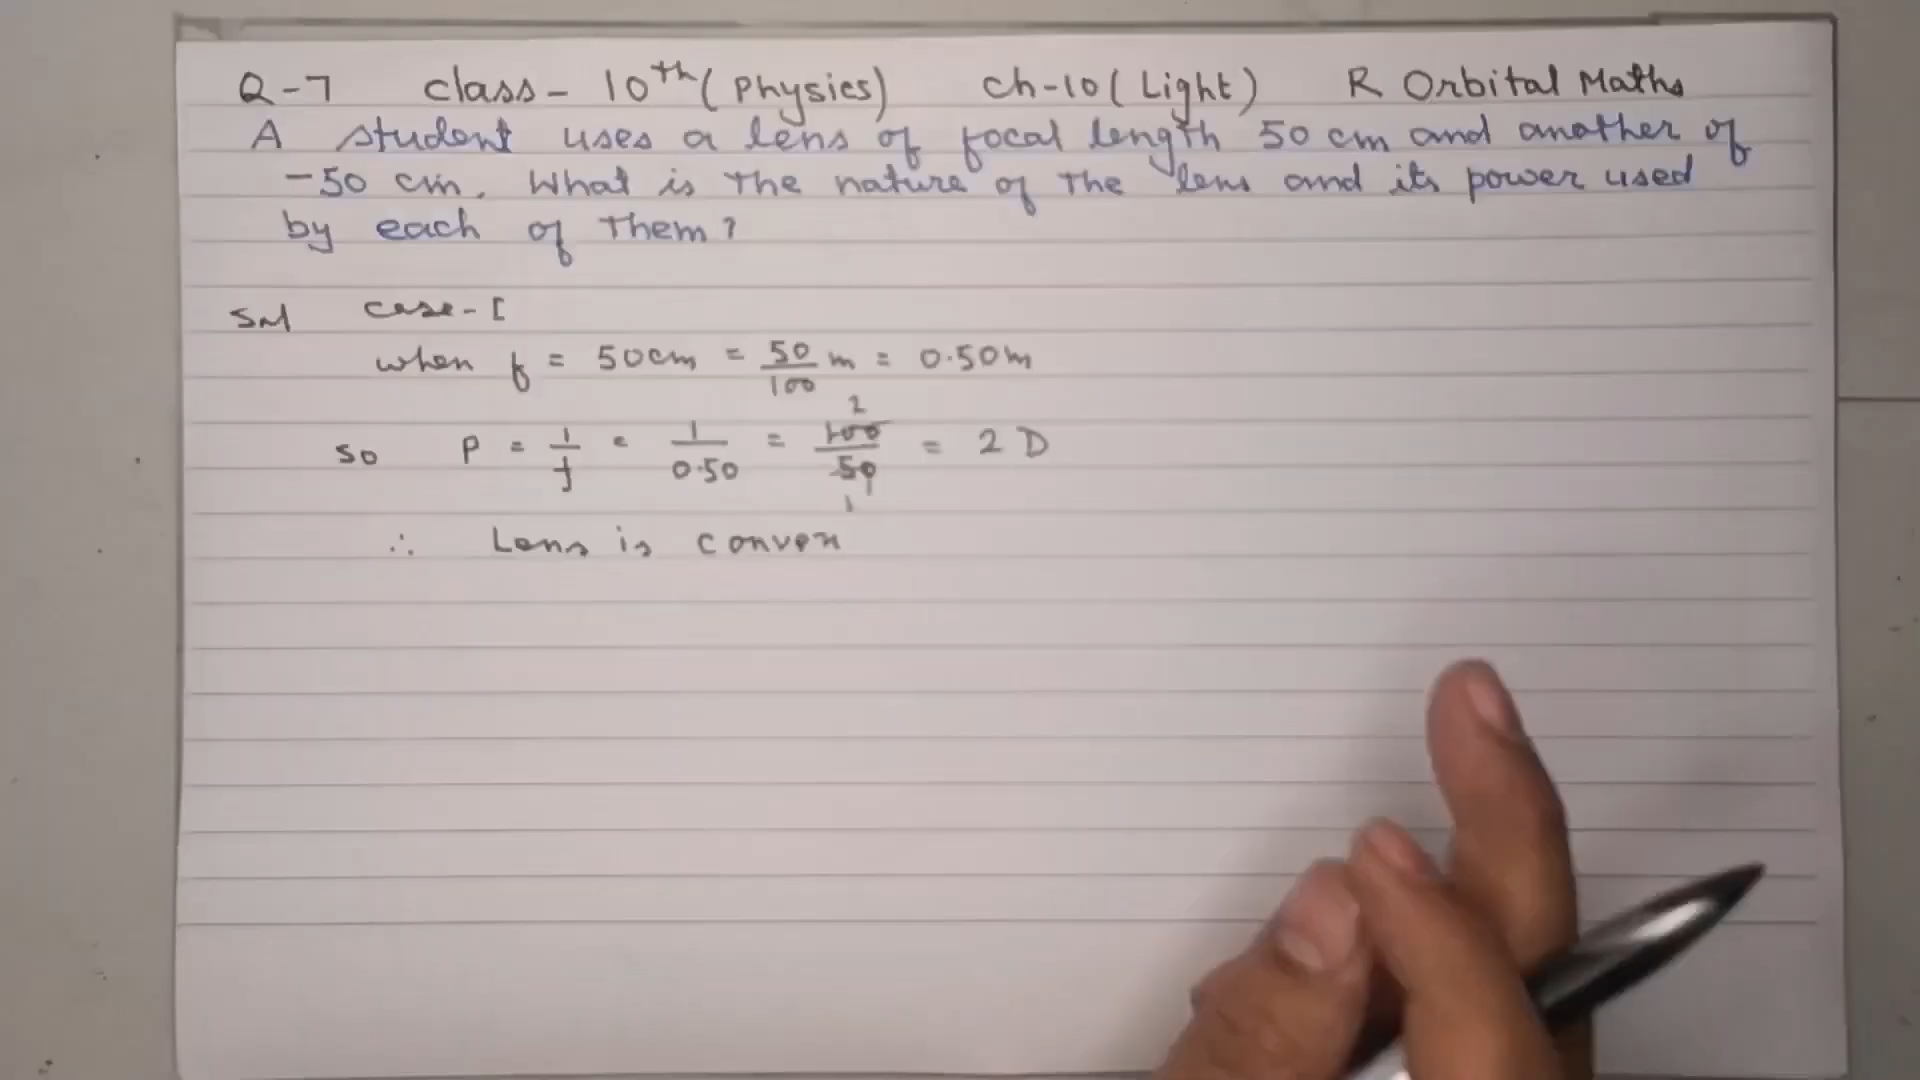 Q-7 class- 10th (Physics) ch-10 (Light) R Orbital Maths
A student uses a lens of focal length 50 cm and another of
-50 cm. What is the nature of the lens and its power used
by each of them?
Sol case-I
when f = 50cm = 50/100 m = 0.50m
so P = 1/f = 1/0.50 = 100/50 = 2 D
∴ Lens is convex